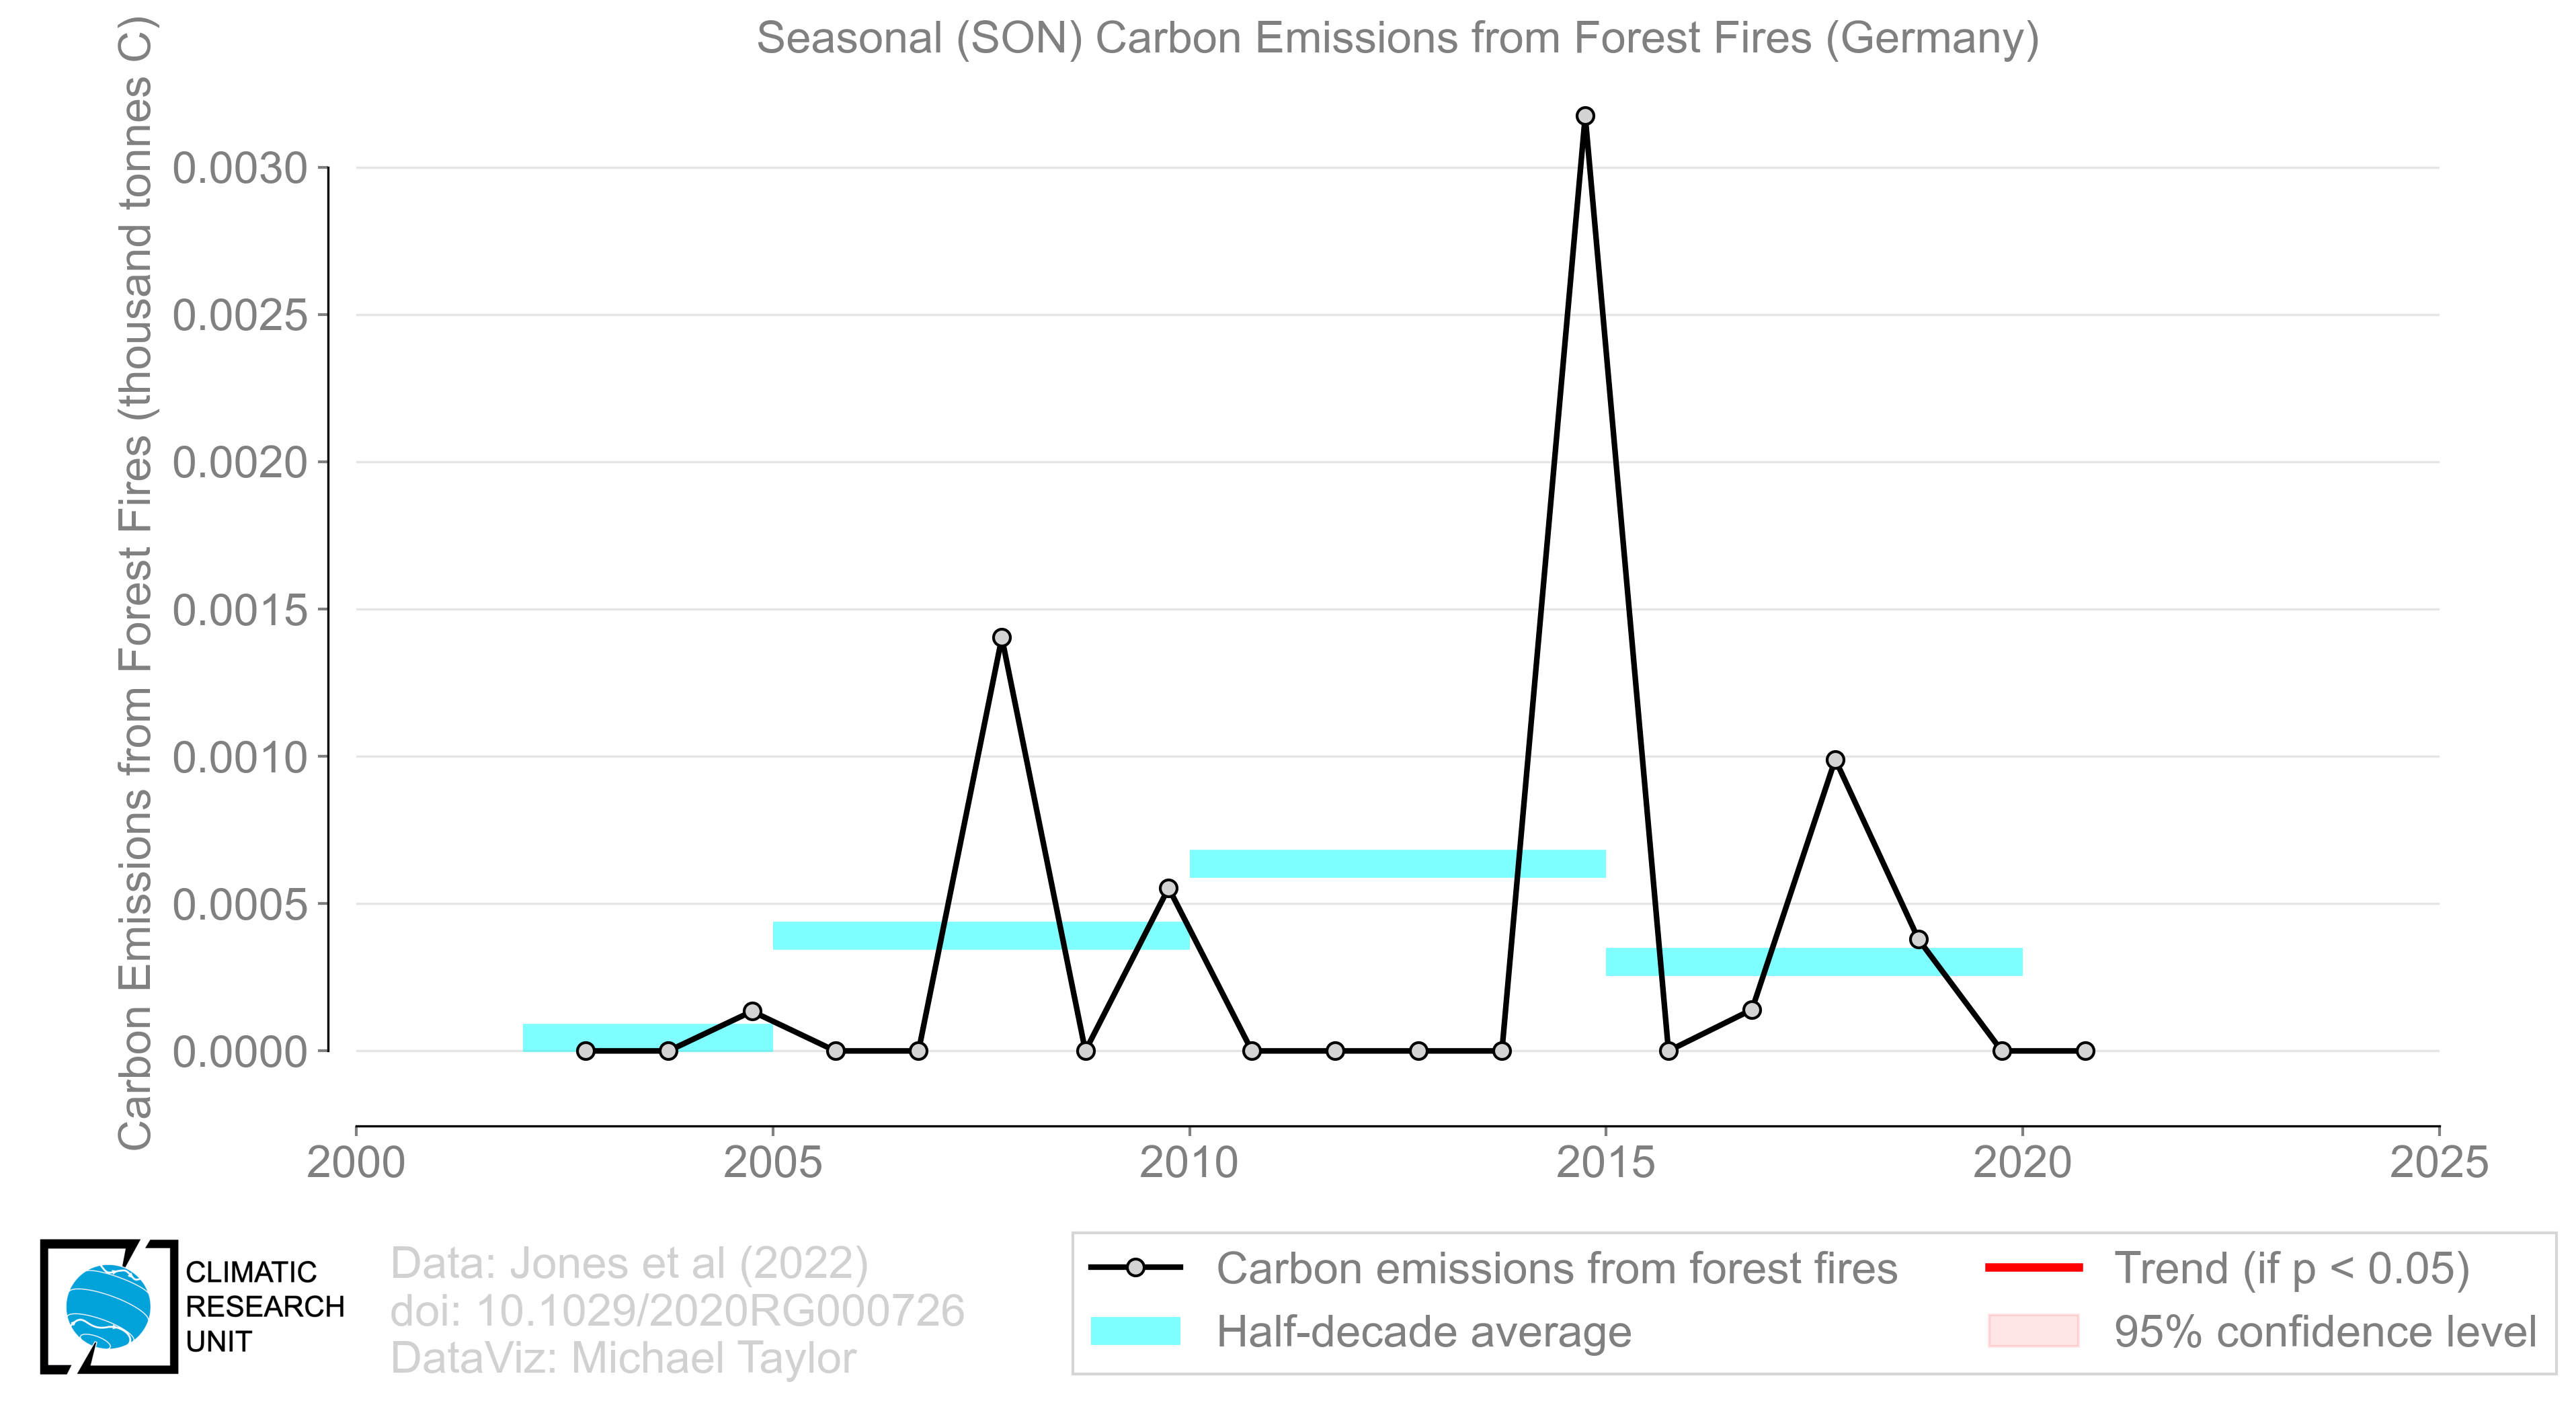 Seasonal (SON) Carbon Emissions from Forest Fires (Germany)
Carbon Emissions from Forest Fires (thousand tonnes C)
0.0030
0.0025
0.0020
0.0015
0.0010
0.0005
0.0000
2000 2005 2010 2015 2020 2025
CLIMATIC
RESEARCH
UNIT
Data: Jones et al (2022)
doi: 10.1029/2020RG000726
DataViz: Michael Taylor
Carbon emissions from forest fires
Half-decade average
Trend (if p < 0.05)
95% confidence level